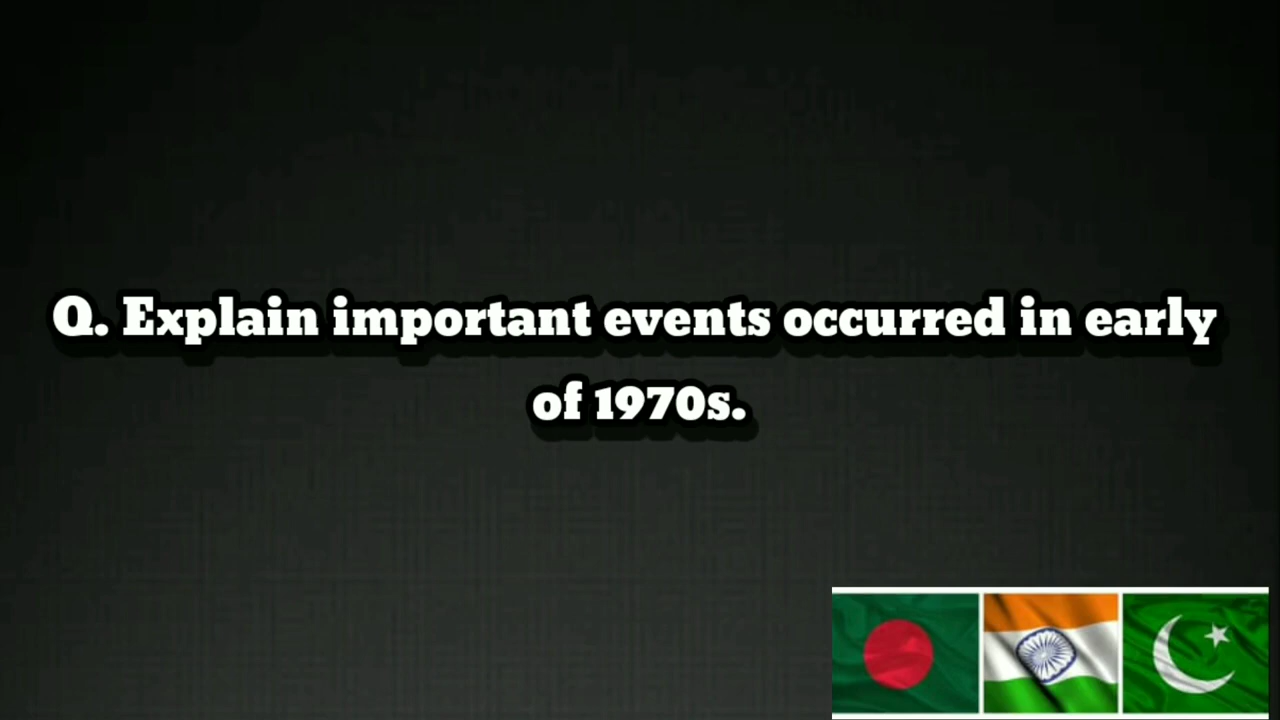 Q. Explain important events occurred in early
of 1970s.